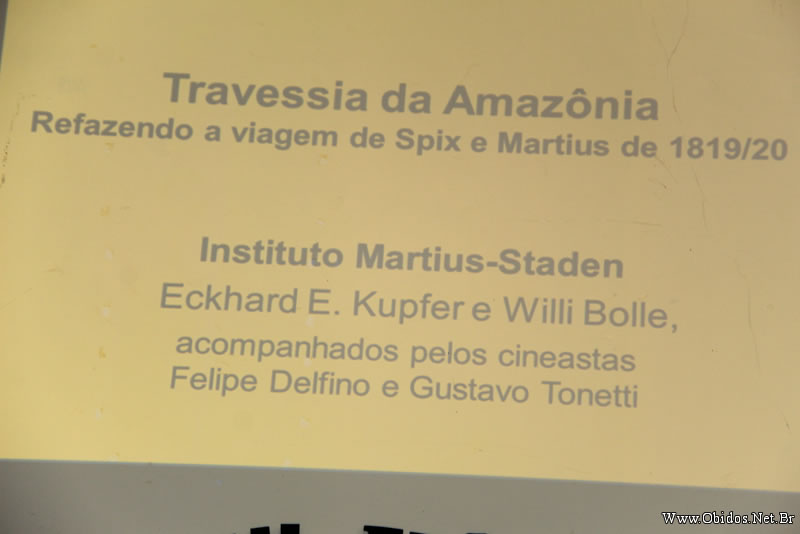 Travessia da Amazônia
Refazendo a viagem de Spix e Martius de 1819/20
Instituto Martius-Staden
Eckhard E. Kupfer e Willi Bolle,
acompanhados pelos cineastas
Felipe Delfino e Gustavo Tonetti
Www.Obidos.Net.Br